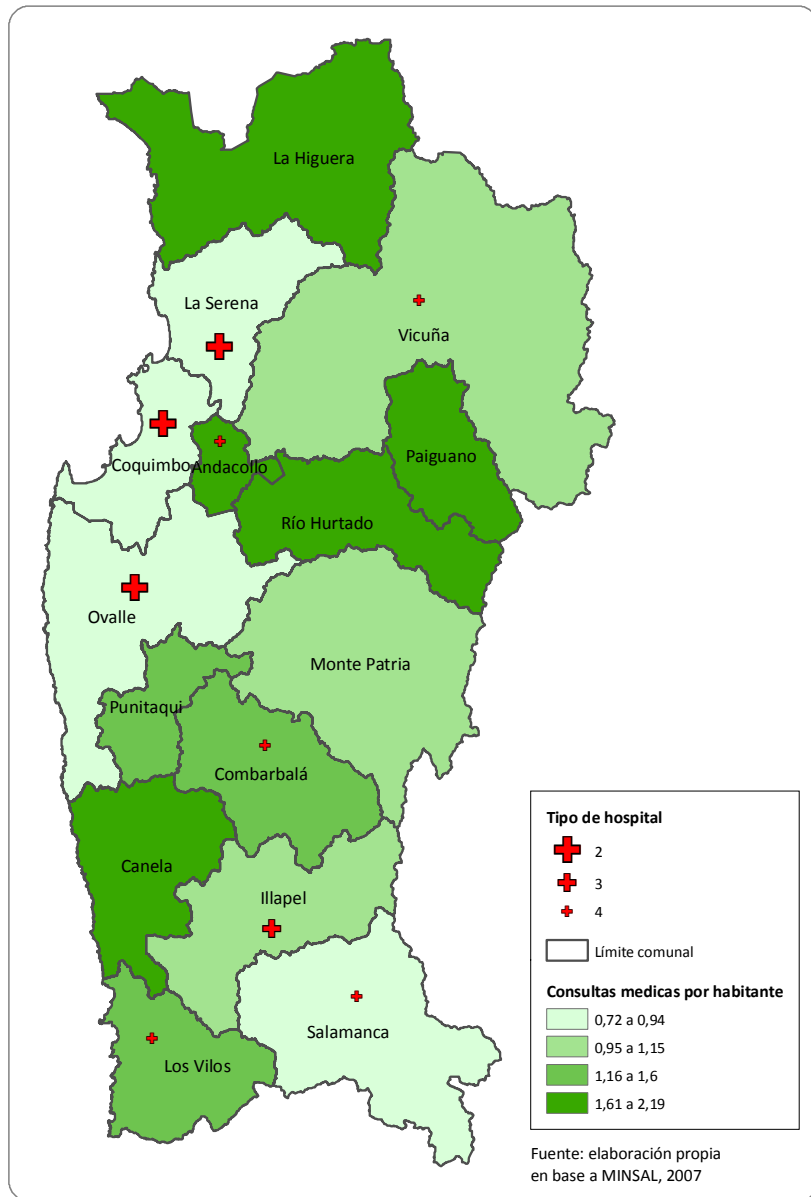 La Higuera
La Serena
Vicuña
Coquimbo
Andacollo
Paiguano
Río Hurtado
Ovalle
Monte Patria
Punitaqui
Combarbalá
Canela
Illapel
Salamanca
Los Vilos
Tipo de hospital
2
3
4
Límite comunal
Consultas medicas por habitante
0,72 a 0,94
0,95 a 1,15
1,16 a 1,6
1,61 a 2,19
Fuente: elaboración propia
en base a MINSAL, 2007